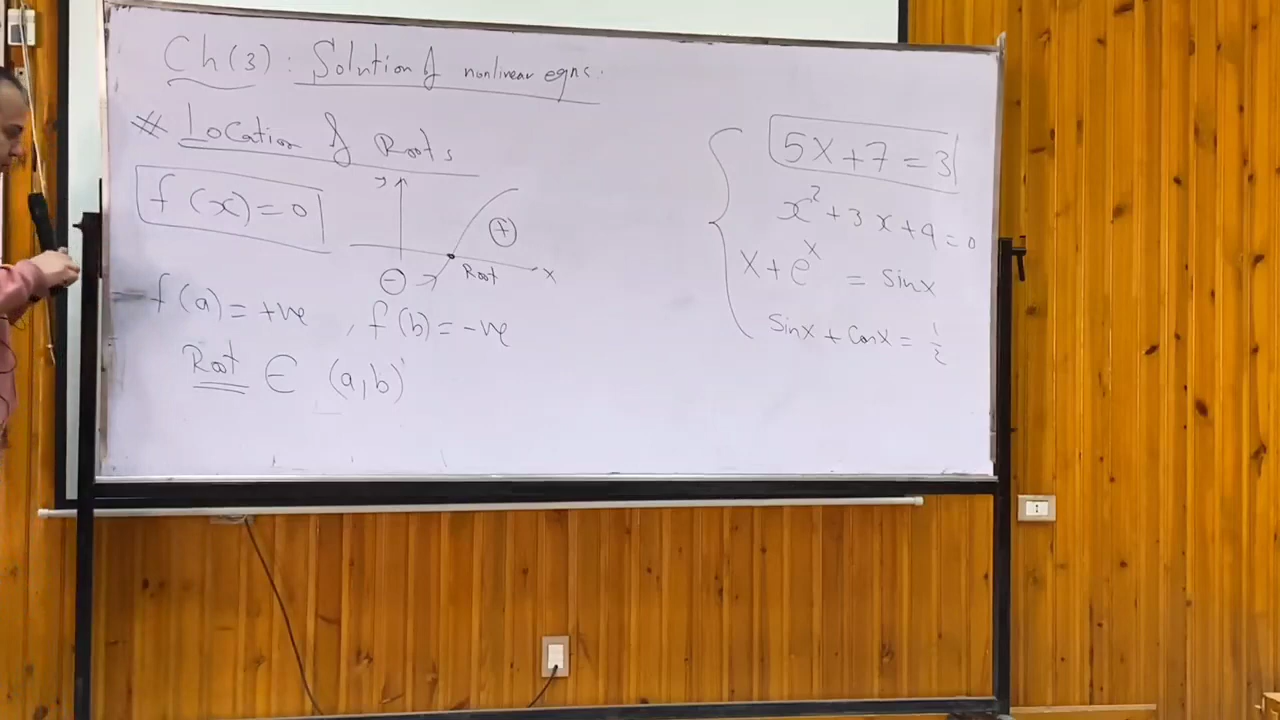 Ch(3): Solution of nonlinear eqns.
# Location of Roots
f(x)=0
y
+
-
Root
x
f(a)=+ve, f(b)=-ve
Root ∈ (a,b)
5x+7=3
x²+3x+9=0
x+eˣ = sinx
Sinx+Cosx=1/2